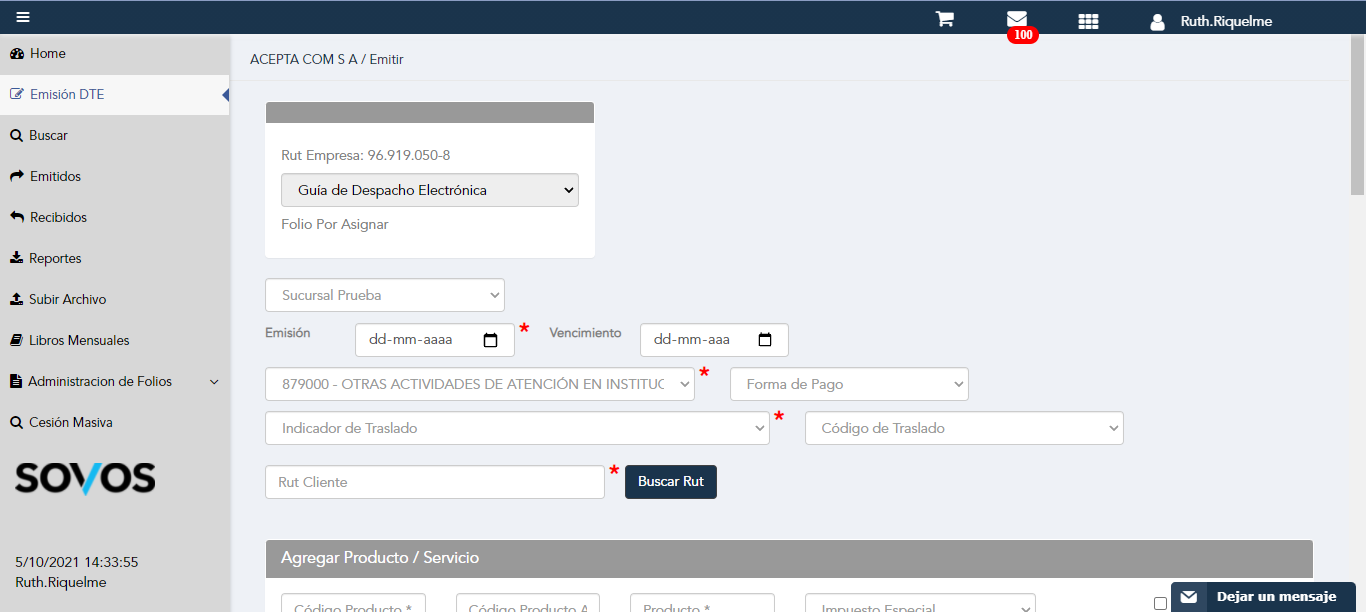 100
Ruth.Riquelme
Home
Emisión DTE
Buscar
Emitidos
Recibidos
Reportes
Subir Archivo
Libros Mensuales
Administracion de Folios
Cesión Masiva
SOVOS
5/10/2021 14:33:55
Ruth.Riquelme
ACEPTA COM S A / Emitir
Rut Empresa: 96.919.050-8
Guía de Despacho Electrónica
Folio Por Asignar
Sucursal Prueba
Emisión dd-mm-aaaa * Vencimiento dd-mm-aaa
879000 - OTRAS ACTIVIDADES DE ATENCIÓN EN INSTITUC * Forma de Pago
Indicador de Traslado * Código de Traslado
Rut Cliente * Buscar Rut
Agregar Producto / Servicio
Código Producto * Código Producto A Producto * Impuesto Especial
Dejar un mensaje